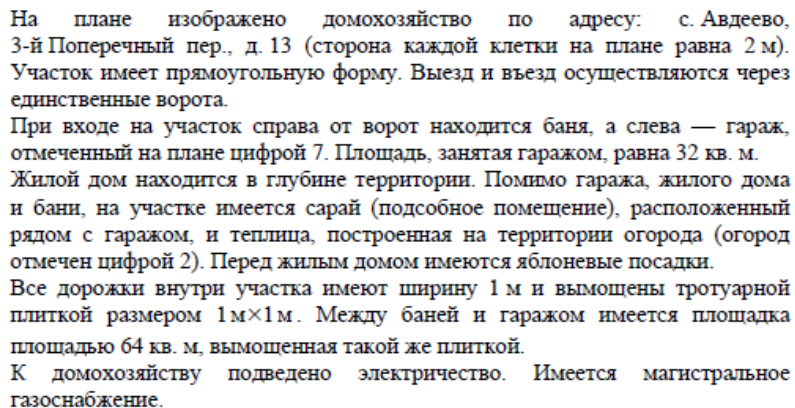 На плане изображено домохозяйство по адресу: с. Авдеево,
3-й Поперечный пер., д. 13 (сторона каждой клетки на плане равна 2 м).
Участок имеет прямоугольную форму. Выезд и въезд осуществляются через
единственные ворота.
При входе на участок справа от ворот находится баня, а слева — гараж,
отмеченный на плане цифрой 7. Площадь, занятая гаражом, равна 32 кв. м.
Жилой дом находится в глубине территории. Помимо гаража, жилого дома
и бани, на участке имеется сарай (подсобное помещение), расположенный
рядом с гаражом, и теплица, построенная на территории огорода (огород
отмечен цифрой 2). Перед жилым домом имеются яблоневые посадки.
Все дорожки внутри участка имеют ширину 1 м и вымощены тротуарной
плиткой размером 1м×1м. Между баней и гаражом имеется площадка
площадью 64 кв. м, вымощенная такой же плиткой.
К домохозяйству подведено электричество. Имеется магистральное
газоснабжение.